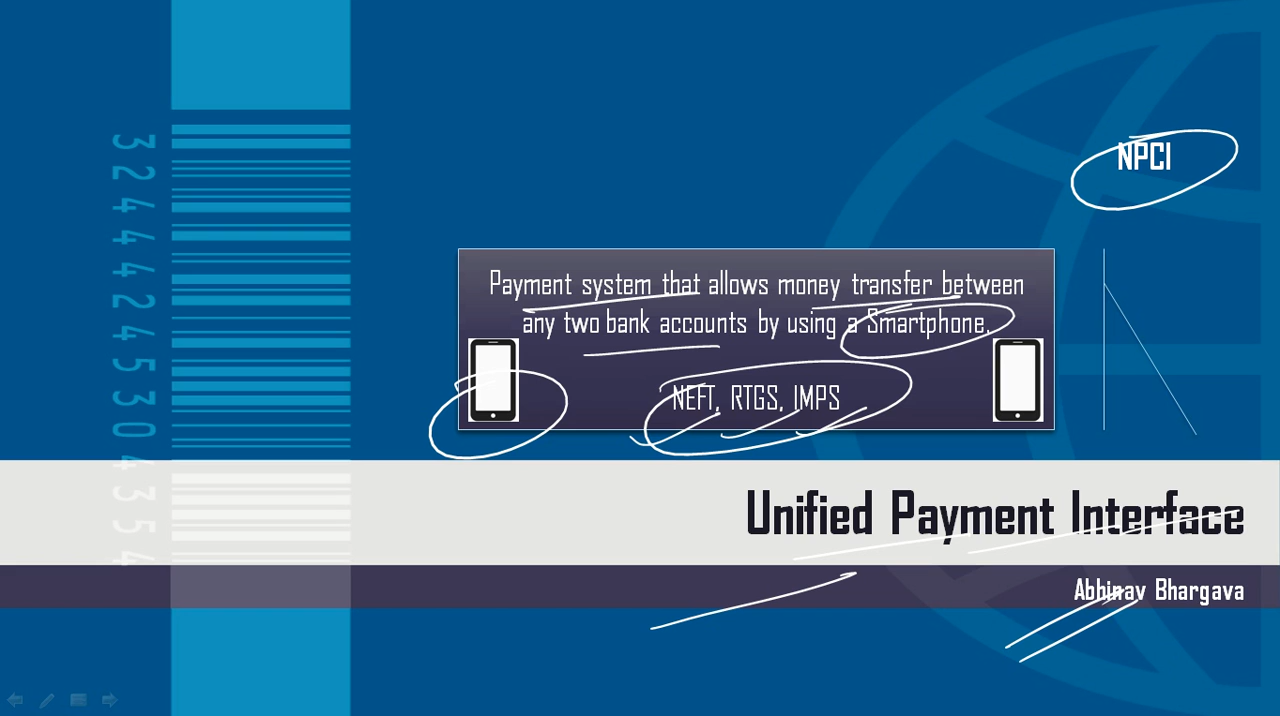 NPCI
Payment system that allows money transfer between
any two bank accounts by using a Smartphone.
NEFT, RTGS, IMPS
Unified Payment Interface
Abhinav Bhargava
32444245304354